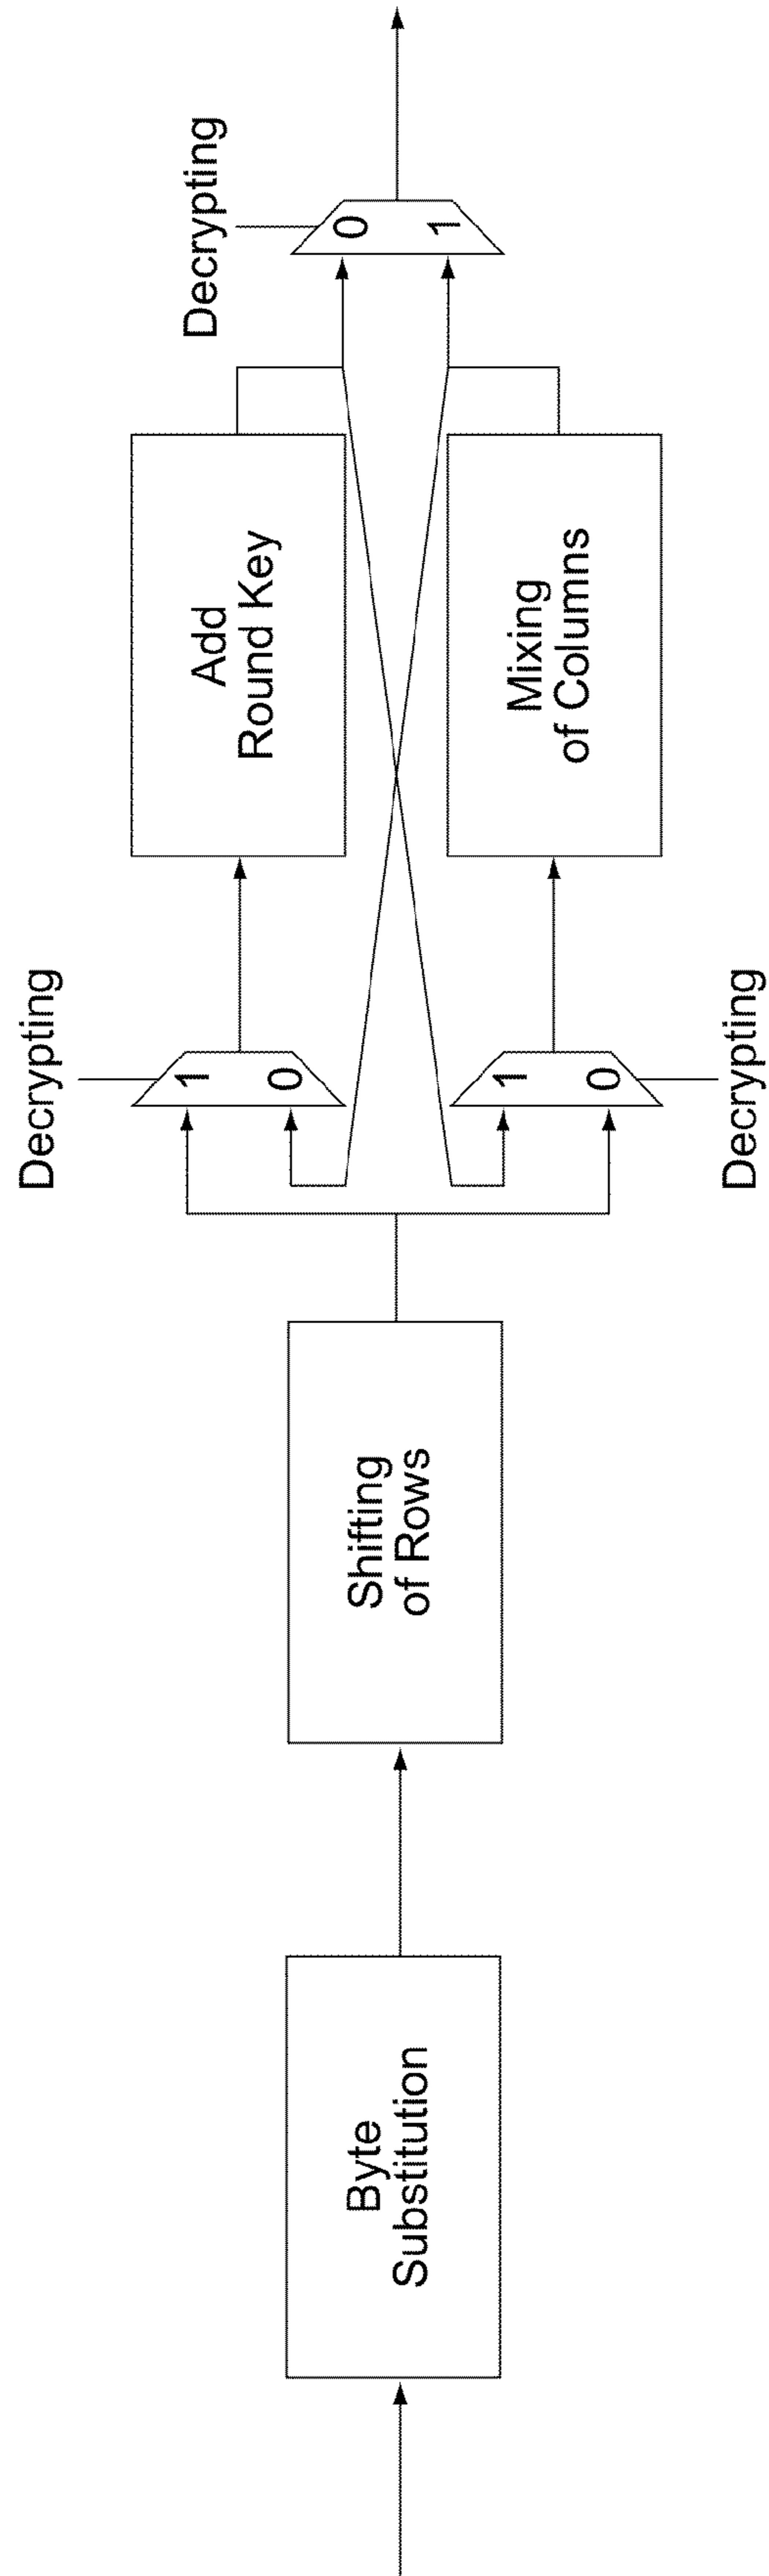 Byte
Substitution
Shifting
of Rows
Decrypting
1
0
1
0
Decrypting
Add
Round Key
Mixing
of Columns
Decrypting
0
1